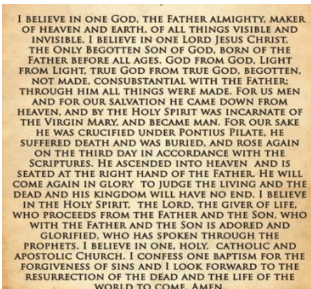 I BELIEVE IN ONE GOD, THE FATHER ALMIGHTY, MAKER
OF HEAVEN AND EARTH, OF ALL THINGS VISIBLE AND
INVISIBLE. I BELIEVE IN ONE LORD JESUS CHRIST,
THE ONLY BEGOTTEN SON OF GOD, BORN OF THE
FATHER BEFORE ALL AGES. GOD FROM GOD, LIGHT
FROM LIGHT, TRUE GOD FROM TRUE GOD, BEGOTTEN,
NOT MADE, CONSUBSTANTIAL WITH THE FATHER;
THROUGH HIM ALL THINGS WERE MADE. FOR US MEN
AND FOR OUR SALVATION HE CAME DOWN FROM
HEAVEN, AND BY THE HOLY SPIRIT WAS INCARNATE OF
THE VIRGIN MARY, AND BECAME MAN. FOR OUR SAKE
HE WAS CRUCIFIED UNDER PONTIUS PILATE, HE
SUFFERED DEATH AND WAS BURIED, AND ROSE AGAIN
ON THE THIRD DAY IN ACCORDANCE WITH THE
SCRIPTURES. HE ASCENDED INTO HEAVEN AND IS
SEATED AT THE RIGHT HAND OF THE FATHER. HE WILL
COME AGAIN IN GLORY TO JUDGE THE LIVING AND THE
DEAD AND HIS KINGDOM WILL HAVE NO END. I BELIEVE
IN THE HOLY SPIRIT, THE LORD, THE GIVER OF LIFE,
WHO PROCEEDS FROM THE FATHER AND THE SON, WHO
WITH THE FATHER AND THE SON IS ADORED AND
GLORIFIED, WHO HAS SPOKEN THROUGH THE
PROPHETS. I BELIEVE IN ONE, HOLY, CATHOLIC AND
APOSTOLIC CHURCH. I CONFESS ONE BAPTISM FOR THE
FORGIVENESS OF SINS AND I LOOK FORWARD TO THE
RESURRECTION OF THE DEAD AND THE LIFE OF THE
WORLD TO COME. AMEN.